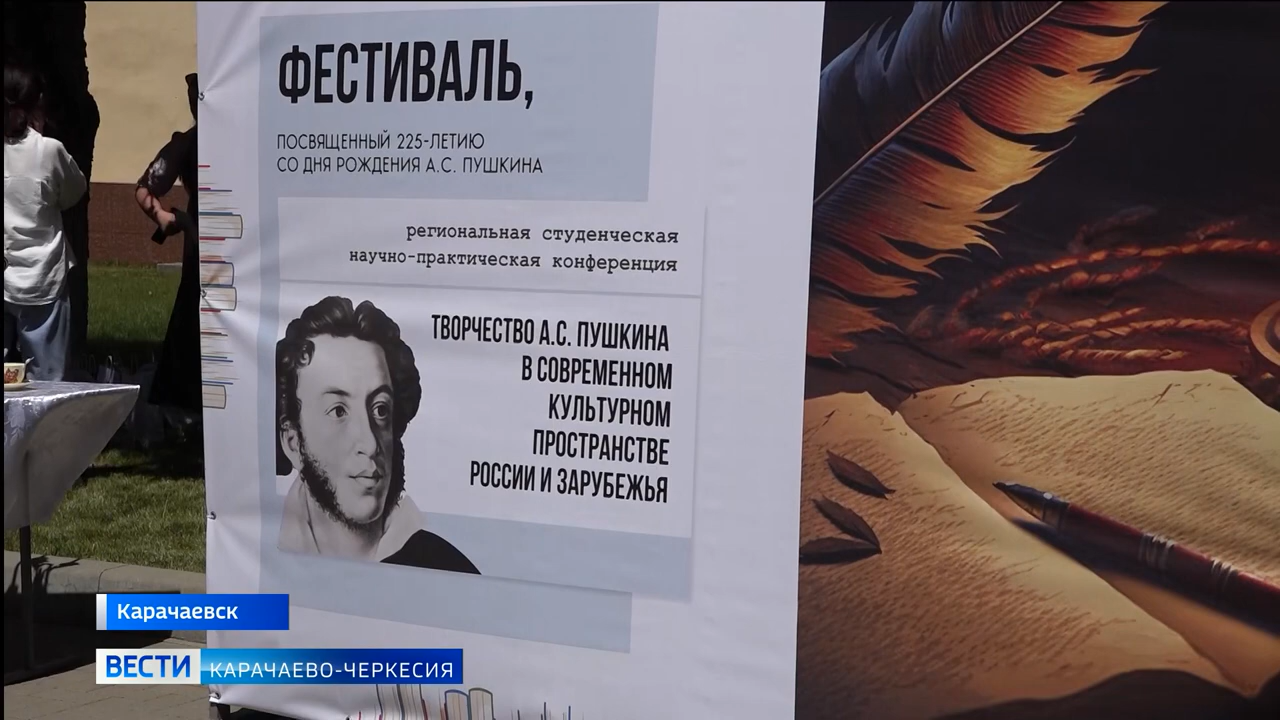 ФЕСТИВАЛЬ,
ПОСВЯЩЕННЫЙ 225-ЛЕТИЮ
СО ДНЯ РОЖДЕНИЯ А.С. ПУШКИНА
региональная студенческая
научно-практическая конференция
ТВОРЧЕСТВО А.С. ПУШКИНА
В СОВРЕМЕННОМ
КУЛЬТУРНОМ
ПРОСТРАНСТВЕ
РОССИИ И ЗАРУБЕЖЬЯ
Карачаевск
ВЕСТИ КАРАЧАЕВО-ЧЕРКЕСИЯ